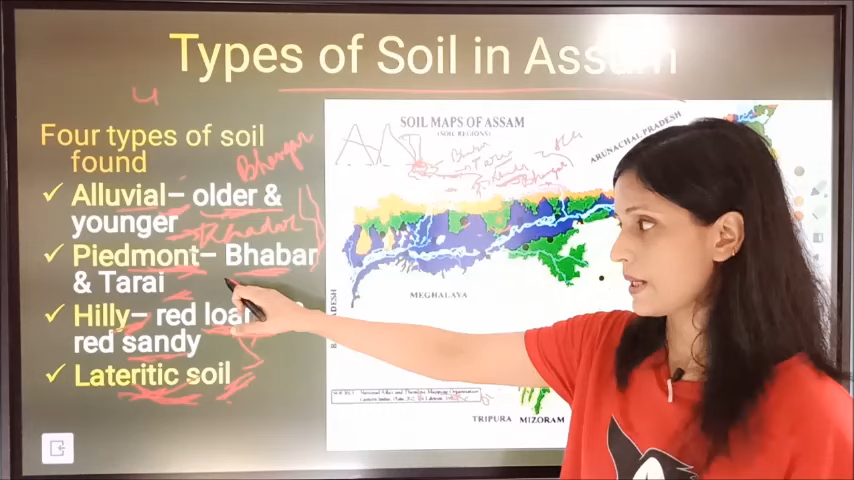 Types of Soil in Assam
4
Four types of soil
found
Bhangar
✓ Alluvial– older &
younger
Khadar
✓ Piedmont– Bhabar
& Tarai
✓ Hilly– red
red sandy
✓ Lateritic soil
SOIL MAPS OF ASSAM
(SOIL REGIONS)
ARUNACHAL PRADESH
MEGHALAYA
TRIPURA MIZORAM